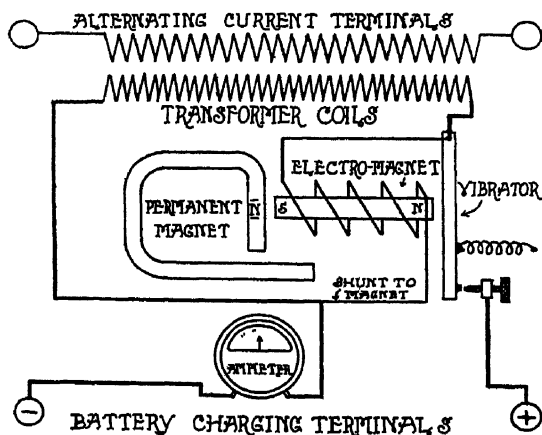 ALTERNATING CURRENT TERMINALS
TRANSFORMER COILS
ELECTRO-MAGNET
VIBRATOR
PERMANENT
MAGNET
N
S
N
SHUNT TO
MAGNET
AMMETER
−
+
BATTERY CHARGING TERMINALS